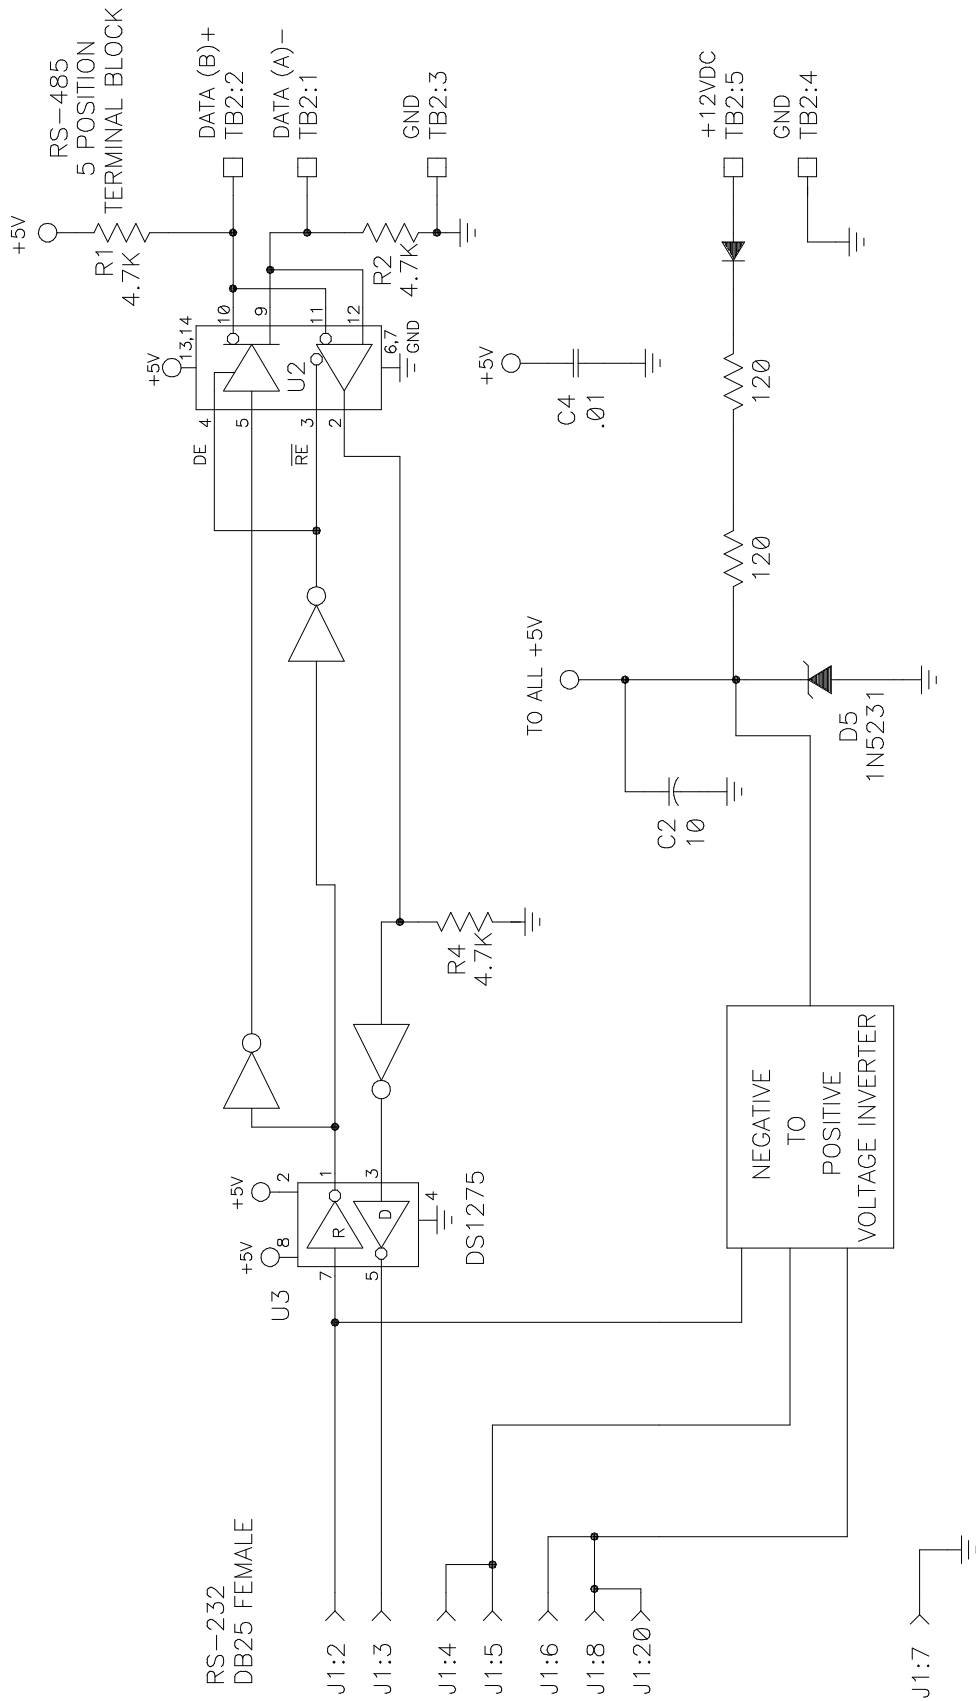 RS-232
DB25 FEMALE
J1:2
J1:3
J1:4
J1:5
J1:6
J1:8
J1:20
J1:7
U3
+5V
8
+5V
2
7
R
1
5
D
3
4
DS1275
NEGATIVE
TO
POSITIVE
VOLTAGE INVERTER
R4
4.7K
C2
10
TO ALL +5V
D5
1N5231
120
120
DE
4
5
RE
3
2
+5V
13,14
U2
10
9
11
12
6,7
GND
+5V
C4
.01
+5V
R1
4.7K
R2
4.7K
RS-485
5 POSITION
TERMINAL BLOCK
DATA (B)+
TB2:2
DATA (A)-
TB2:1
GND
TB2:3
+12VDC
TB2:5
GND
TB2:4